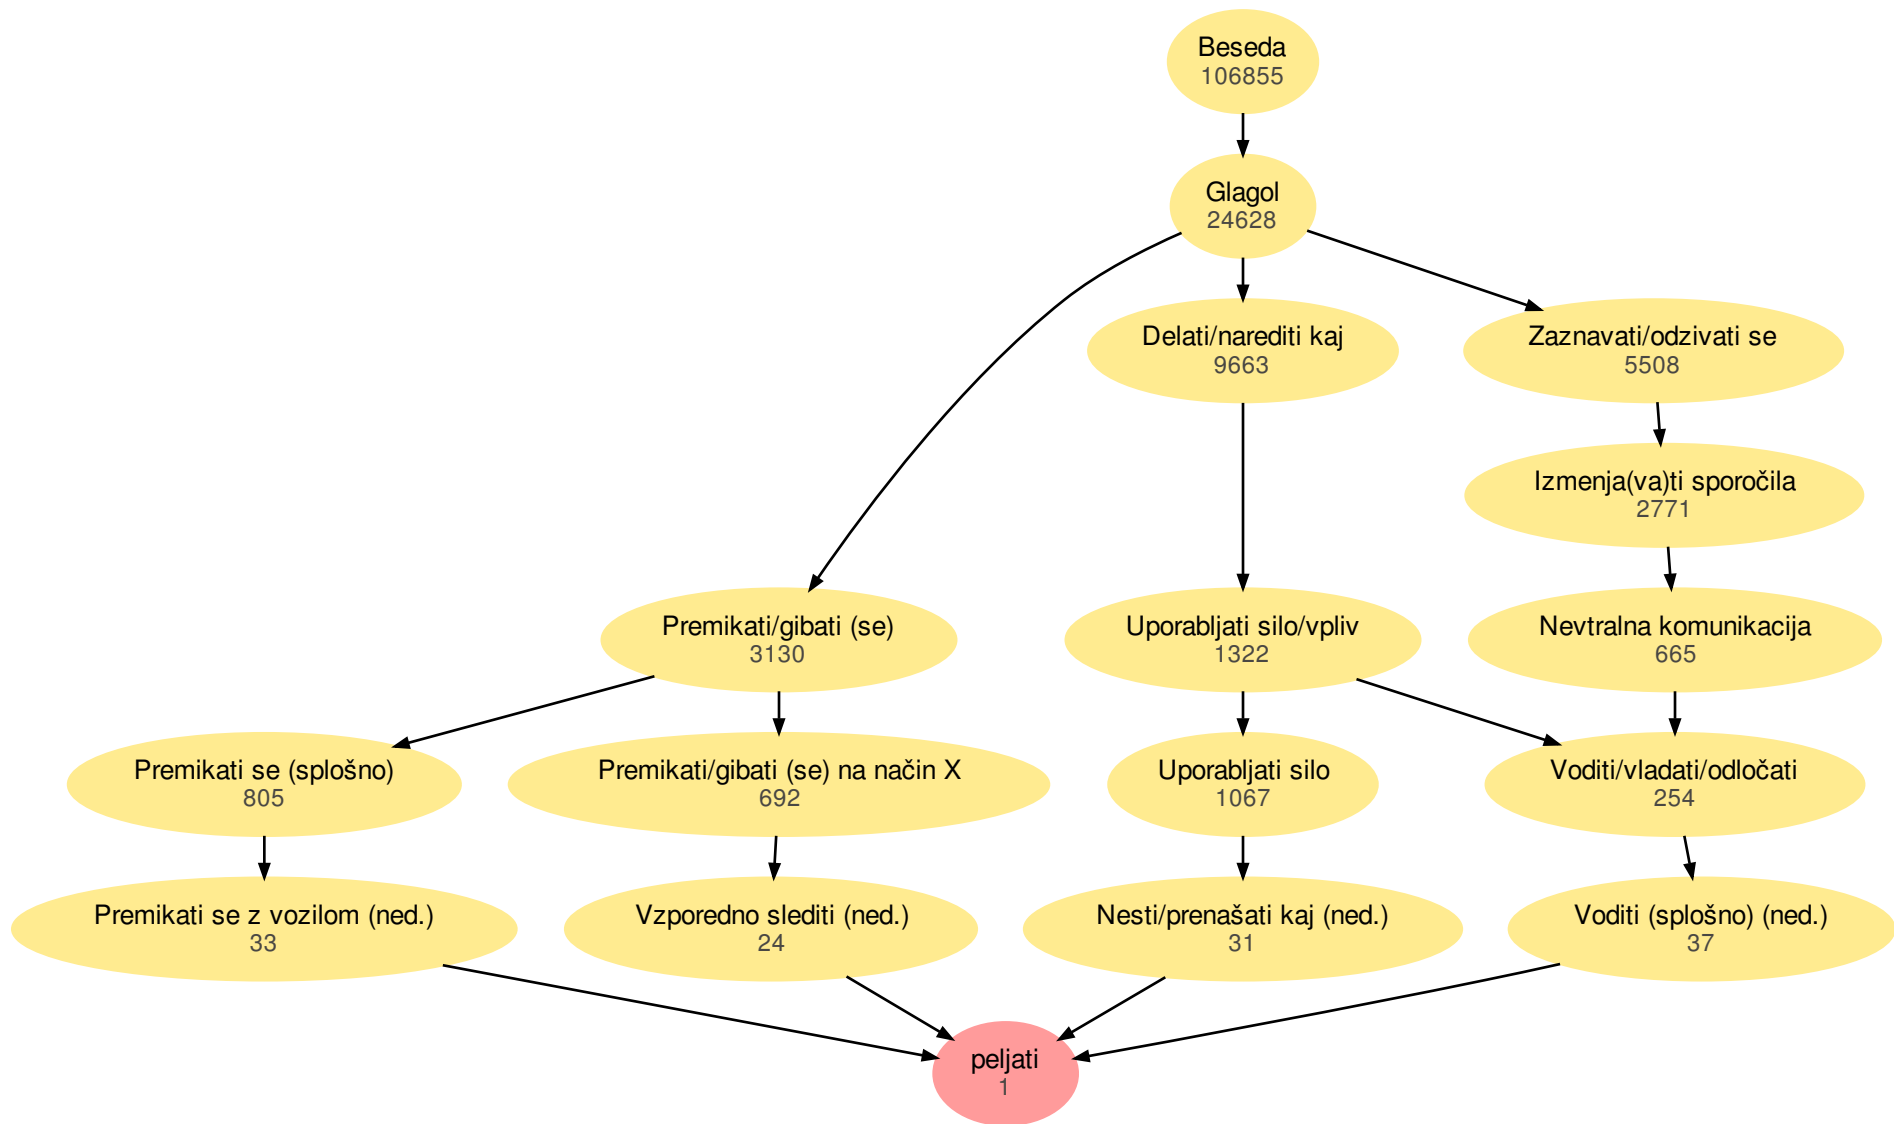 Beseda
106855
Glagol
24628
Delati/narediti kaj
9663
Zaznavati/odzivati se
5508
Izmenja(va)ti sporočila
2771
Premikati/gibati (se)
3130
Uporabljati silo/vpliv
1322
Nevtralna komunikacija
665
Premikati se (splošno)
805
Premikati/gibati (se) na način X
692
Uporabljati silo
1067
Voditi/vladati/odločati
254
Premikati se z vozilom (ned.)
33
Vzporedno slediti (ned.)
24
Nesti/prenašati kaj (ned.)
31
Voditi (splošno) (ned.)
37
peljati
1